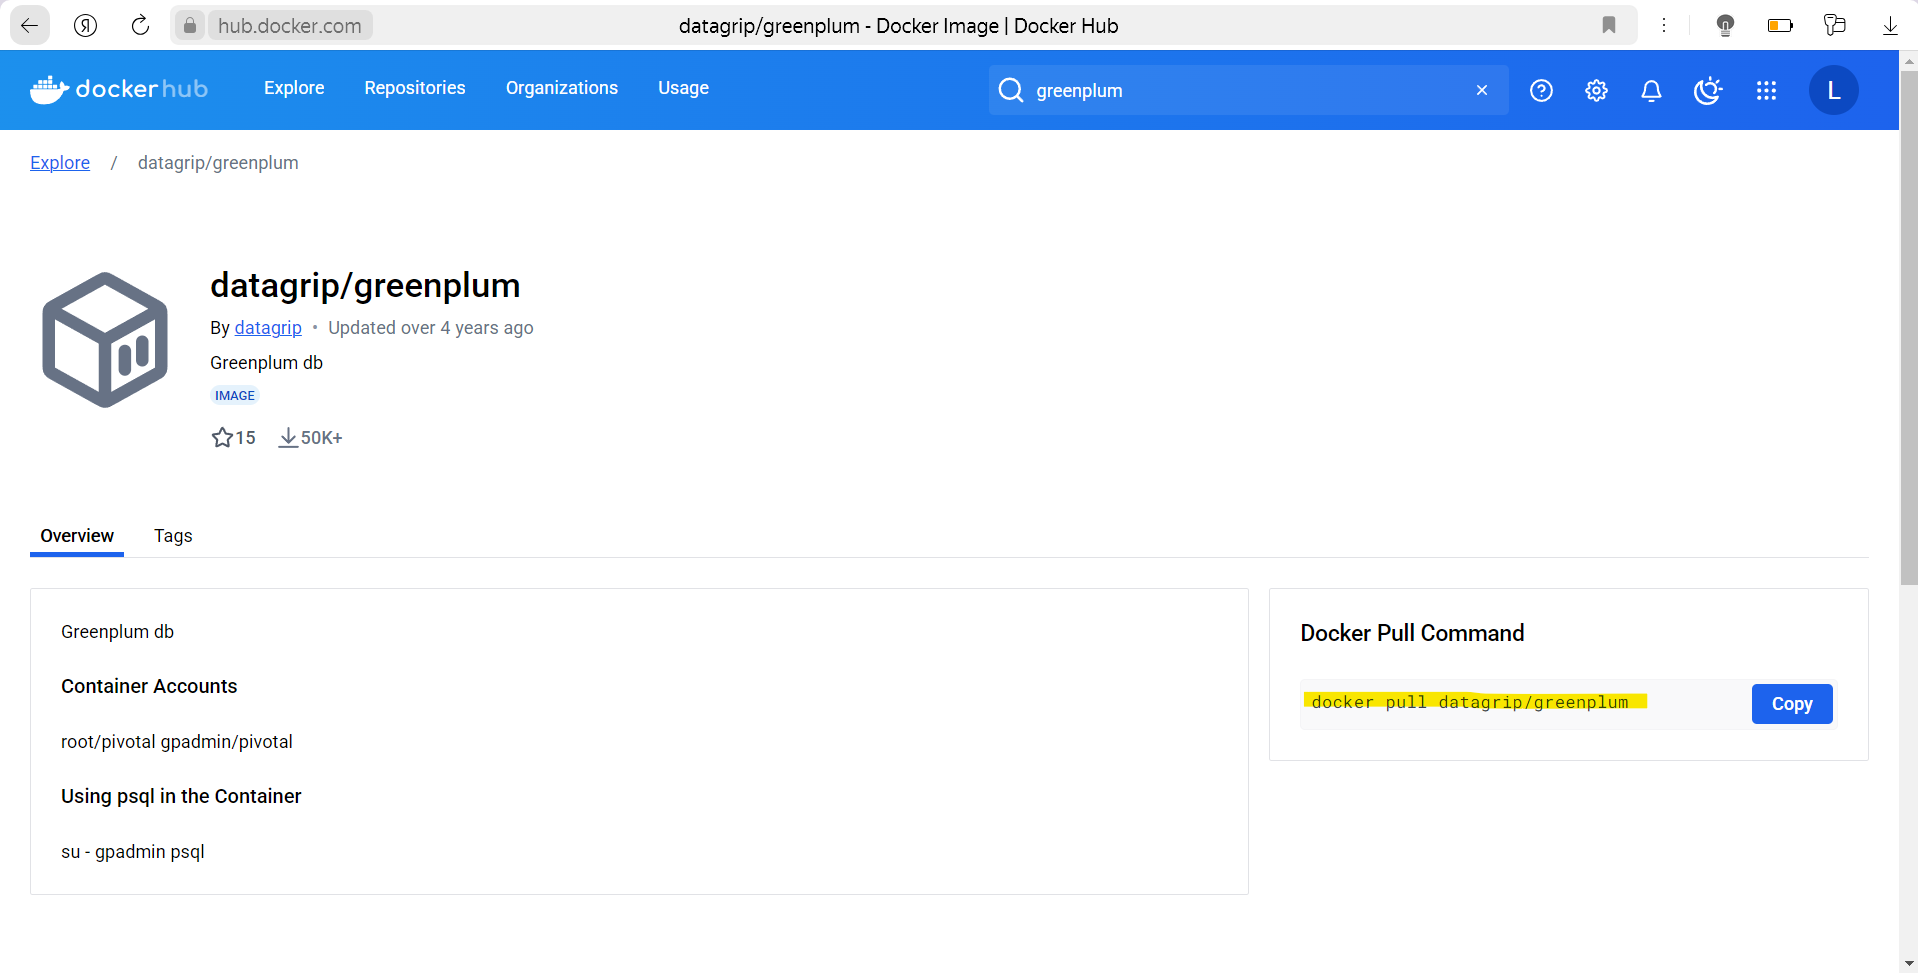 hub.docker.com
datagrip/greenplum - Docker Image | Docker Hub
docker hub
Explore
Repositories
Organizations
Usage
greenplum
L
Explore / datagrip/greenplum
datagrip/greenplum
By datagrip • Updated over 4 years ago
Greenplum db
IMAGE
15
50K+
Overview
Tags
Greenplum db
Container Accounts
root/pivotal gpadmin/pivotal
Using psql in the Container
su - gpadmin psql
Docker Pull Command
docker pull datagrip/greenplum
Copy